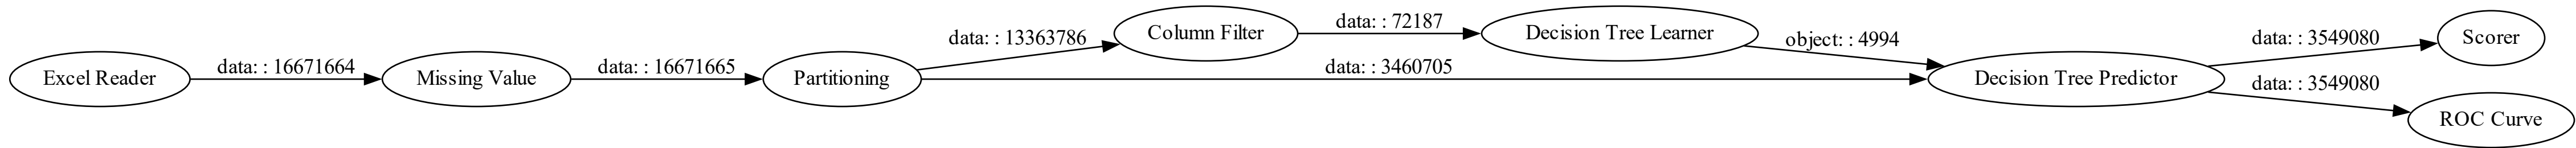 Excel Reader
data: : 16671664
Missing Value
data: : 16671665
Partitioning
data: : 13363786
Column Filter
data: : 72187
Decision Tree Learner
object: : 4994
data: : 3460705
Decision Tree Predictor
data: : 3549080
Scorer
data: : 3549080
ROC Curve